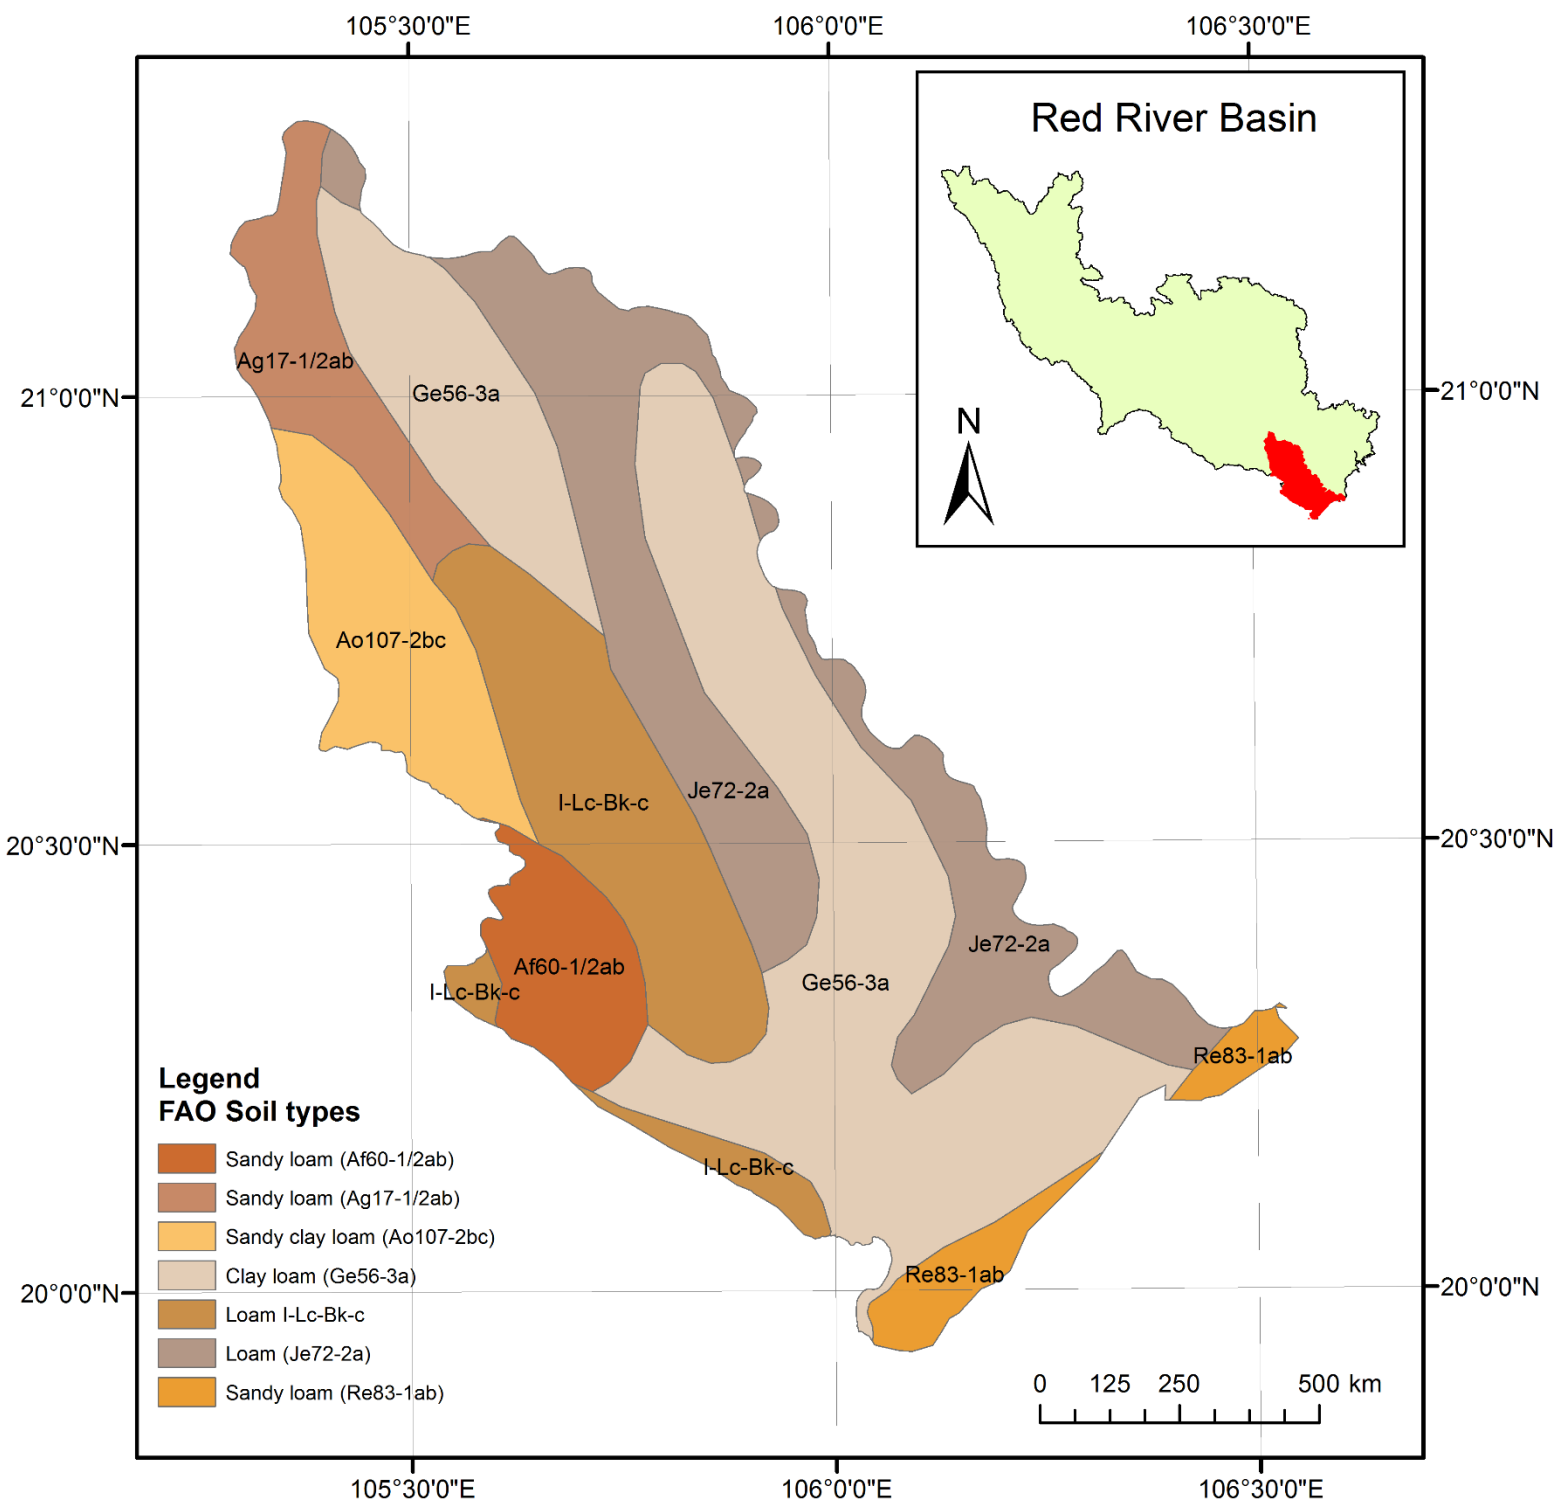 105°30'0"E 106°0'0"E 106°30'0"E
Red River Basin
N
21°0'0"N
21°0'0"N
20°30'0"N
20°30'0"N
20°0'0"N
20°0'0"N
Ag17-1/2ab
Ge56-3a
Ao107-2bc
I-Lc-Bk-c
Je72-2a
Je72-2a
Af60-1/2ab
I-Lc-Bk-c
Ge56-3a
Re83-1ab
I-Lc-Bk-c
Re83-1ab
Legend
FAO Soil types
Sandy loam (Af60-1/2ab)
Sandy loam (Ag17-1/2ab)
Sandy clay loam (Ao107-2bc)
Clay loam (Ge56-3a)
Loam I-Lc-Bk-c
Loam (Je72-2a)
Sandy loam (Re83-1ab)
0 125 250 500 km
105°30'0"E 106°0'0"E 106°30'0"E